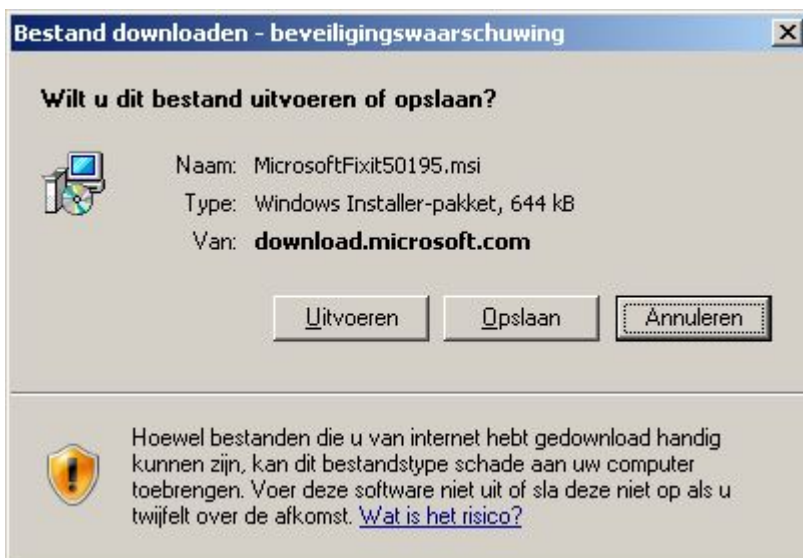 Bestand downloaden - beveiligingswaarschuwing
Wilt u dit bestand uitvoeren of opslaan?
Naam: MicrosoftFixit50195.msi
Type: Windows Installer-pakket, 644 kB
Van: download.microsoft.com
Uitvoeren Opslaan Annuleren
Hoewel bestanden die u van internet hebt gedownload handig
kunnen zijn, kan dit bestandstype schade aan uw computer
toebrengen. Voer deze software niet uit of sla deze niet op als u
twijfelt over de afkomst. Wat is het risico?